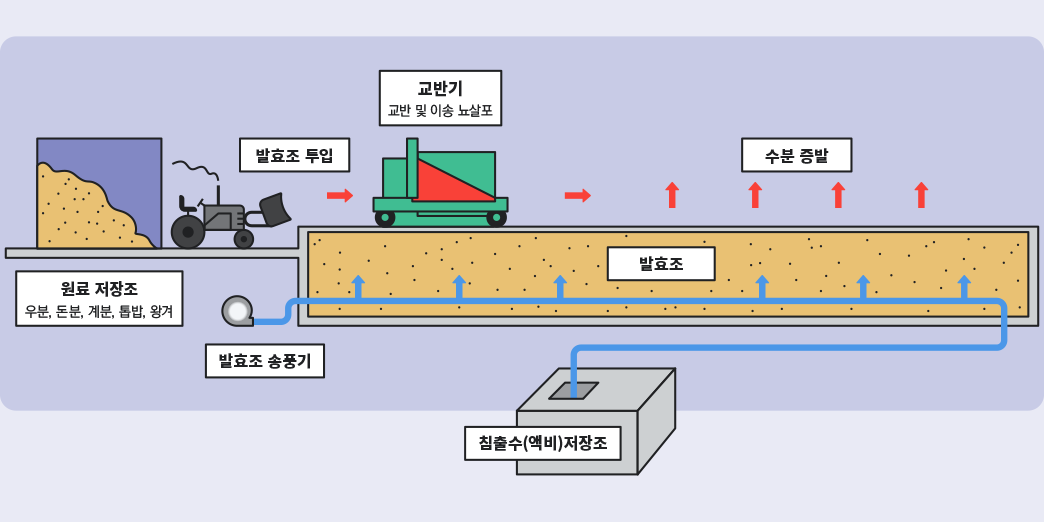 교반기
교반 및 이송 뇨살포
발효조 투입
수분 증발
발효조
원료 저장조
우분, 돈분, 계분, 톱밥, 왕겨
발효조 송풍기
침출수(액비)저장조